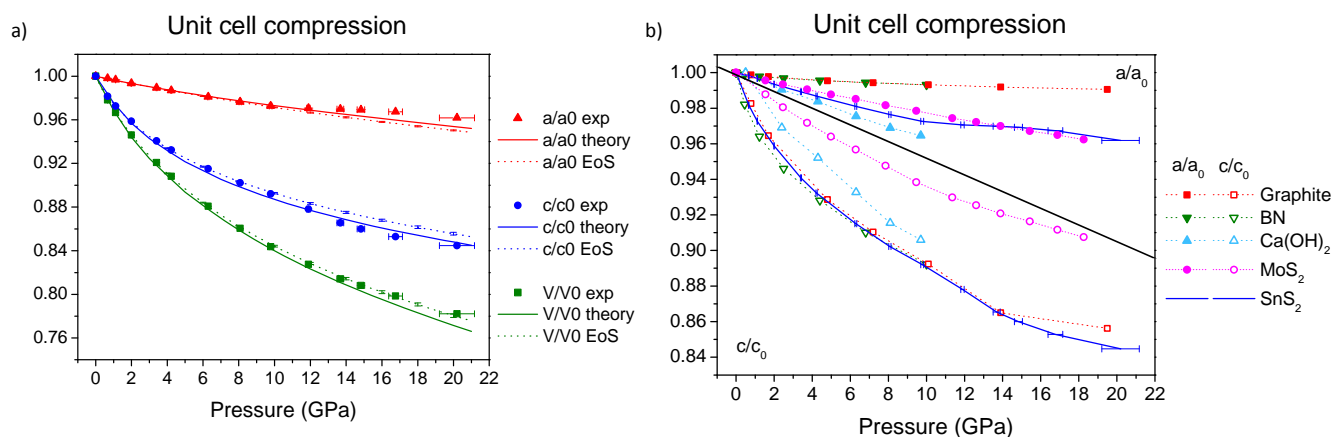 a)
Unit cell compression
1.00
0.96
0.92
0.88
0.84
0.80
0.76
0 2 4 6 8 10 12 14 16 18 20 22
Pressure (GPa)
a/a0 exp
a/a0 theory
a/a0 EoS
c/c0 exp
c/c0 theory
c/c0 EoS
V/V0 exp
V/V0 theory
V/V0 EoS
b)
Unit cell compression
a/a₀
1.00
0.98
0.96
0.94
0.92
0.90
0.88
0.86
0.84
c/c₀
0 2 4 6 8 10 12 14 16 18 20 22
Pressure (GPa)
a/a₀ c/c₀
Graphite
BN
Ca(OH)₂
MoS₂
SnS₂